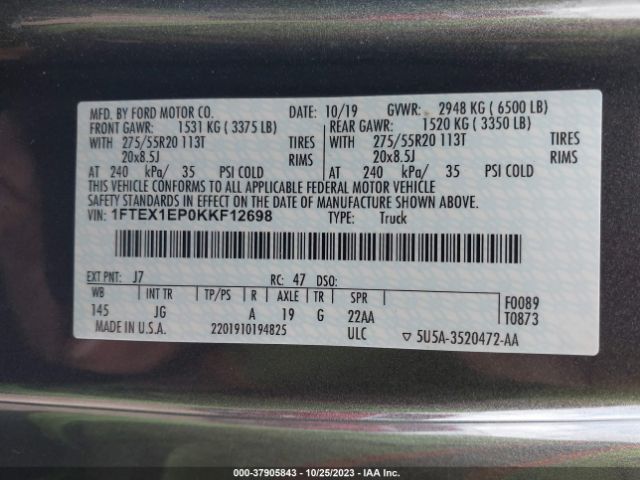 MFD. BY FORD MOTOR CO. DATE: 10/19 GVWR: 2948 KG ( 6500 LB)
FRONT GAWR: 1531 KG ( 3375 LB) REAR GAWR: 1520 KG ( 3350 LB)
WITH 275/55R20 113T TIRES WITH 275/55R20 113T TIRES
20x8.5J RIMS 20x8.5J RIMS
AT 240 kPa/ 35 PSI COLD AT 240 kPa/ 35 PSI COLD
THIS VEHICLE CONFORMS TO ALL APPLICABLE FEDERAL MOTOR VEHICLE
SAFETY STANDARDS IN EFFECT ON THE DATE OF MANUFACTURE SHOWN ABOVE.
VIN: 1FTEX1EP0KKF12698 TYPE: Truck
EXT PNT: J7 RC: 47 DSO:
WB INT TR TP/PS R AXLE TR SPR F0089
145 JG A 19 G 22AA T0873
MADE IN U.S.A. 2201910194825 ULC 5U5A-3520472-AA
000-37905843 / 10/25/2023 - IAA Inc.